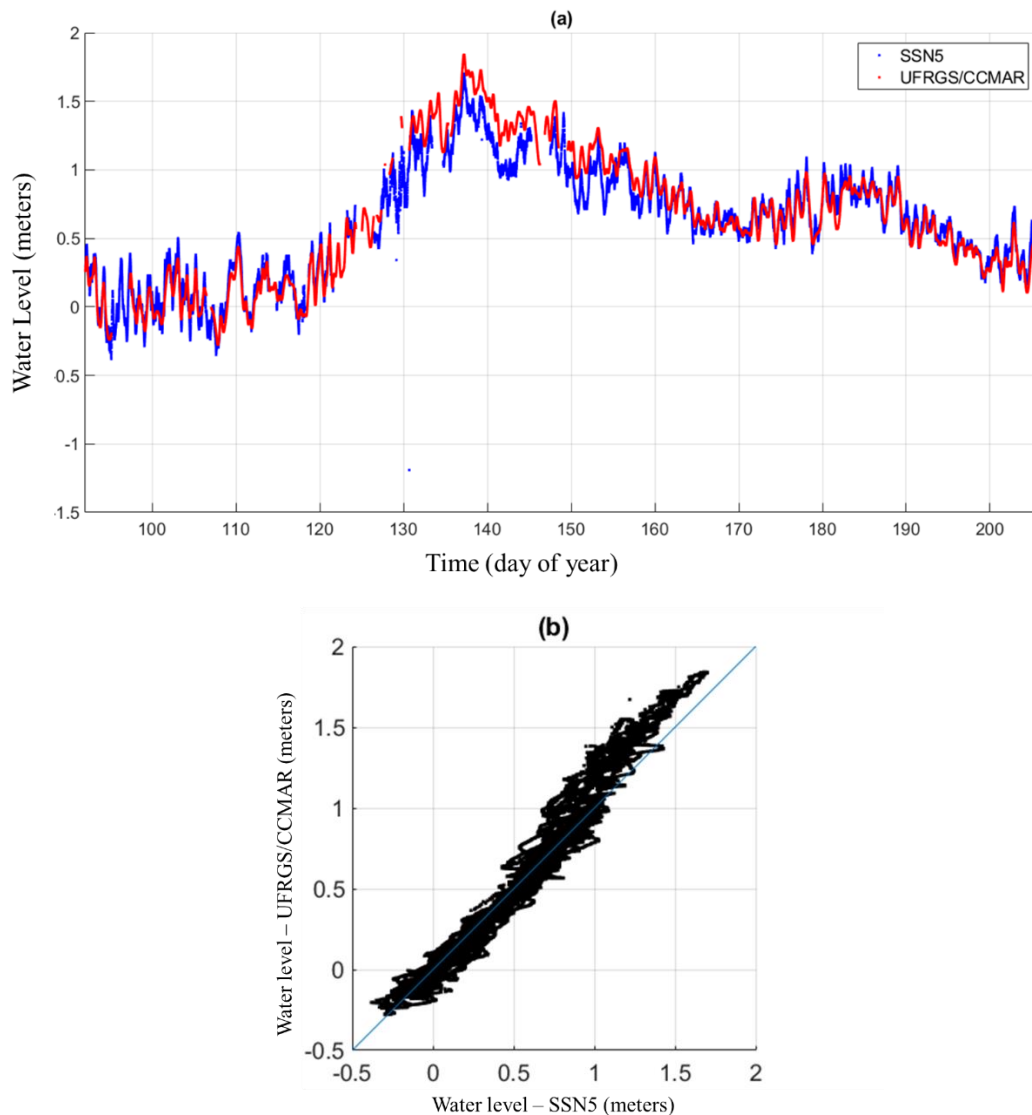 (a)
2
1.5
1
0.5
0
-0.5
-1
-1.5
Water Level (meters)
SSN5
UFRGS/CCMAR
100 110 120 130 140 150 160 170 180 190 200
Time (day of year)
(b)
2
1.5
1
0.5
0
-0.5
Water level – UFRGS/CCMAR (meters)
-0.5 0 0.5 1 1.5 2
Water level – SSN5 (meters)